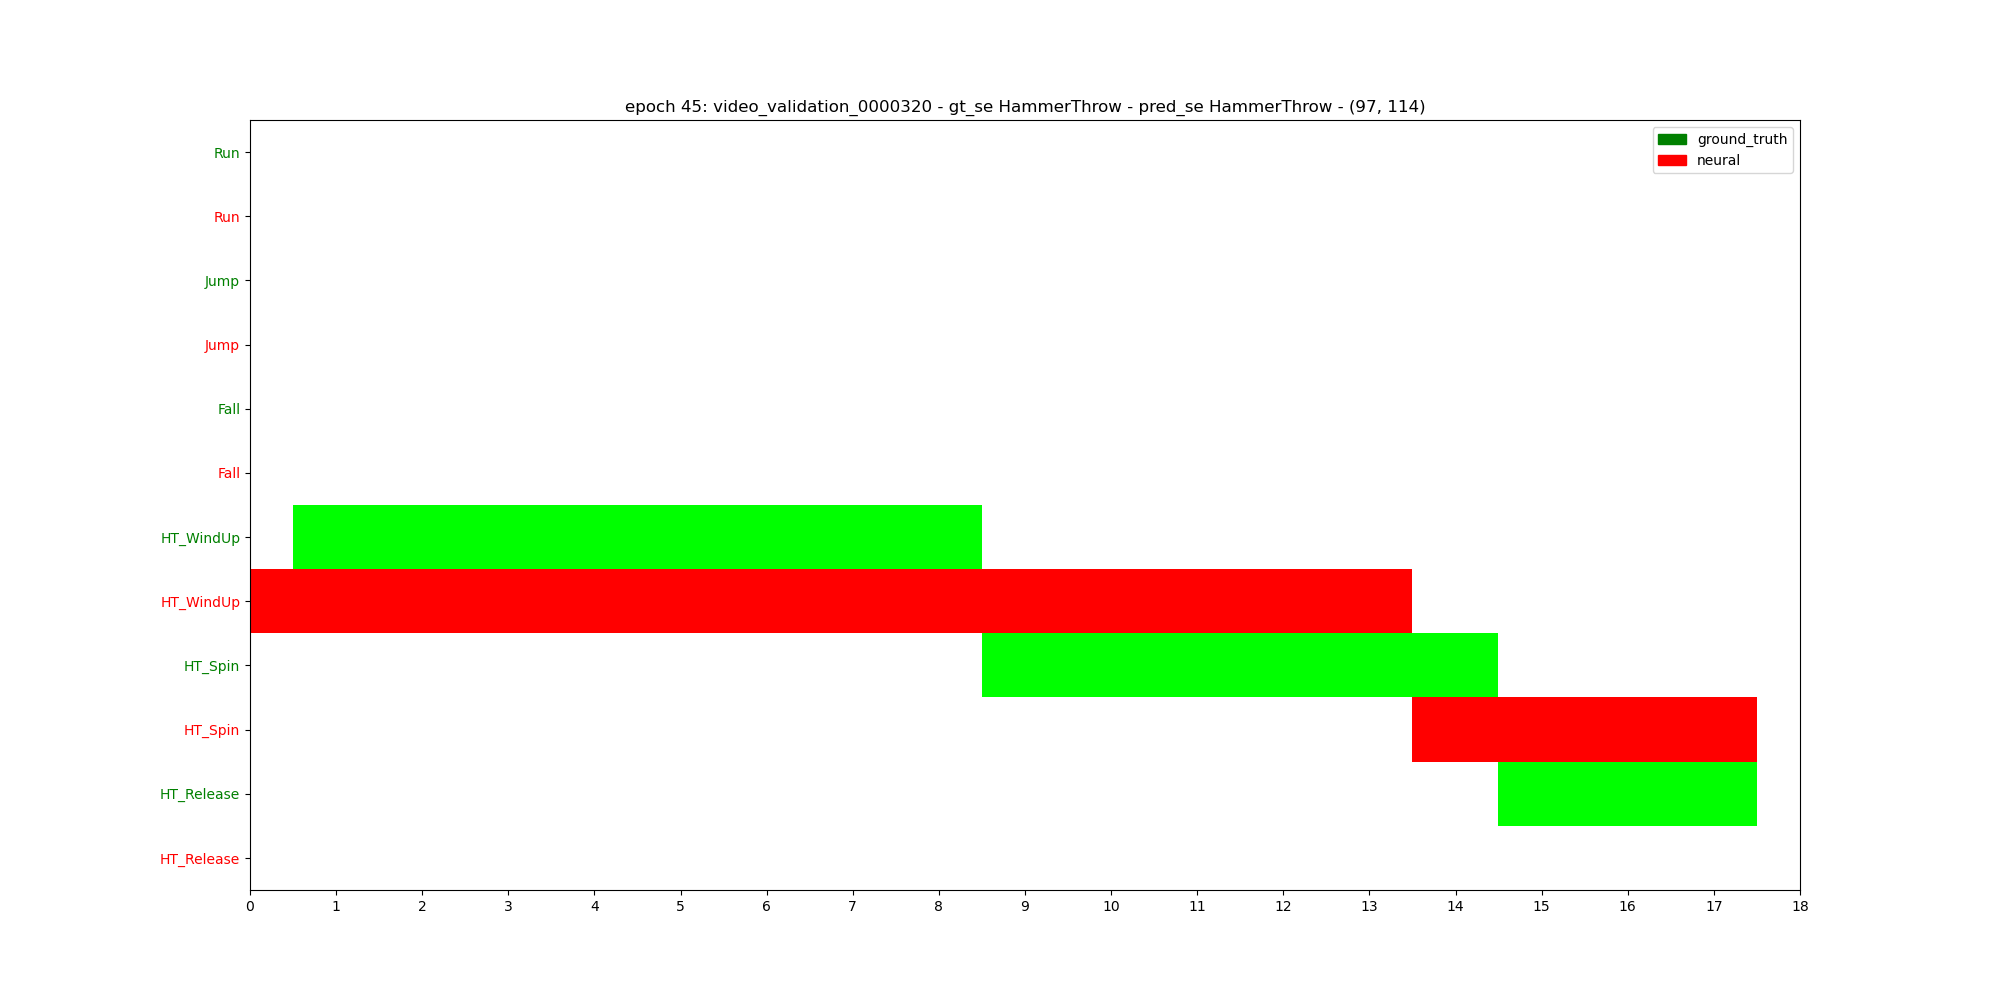 epoch 45: video_validation_0000320 - gt_se HammerThrow - pred_se HammerThrow - (97, 114)
ground_truth
neural
Run
Run
Jump
Jump
Fall
Fall
HT_WindUp
HT_WindUp
HT_Spin
HT_Spin
HT_Release
HT_Release
0 1 2 3 4 5 6 7 8 9 10 11 12 13 14 15 16 17 18